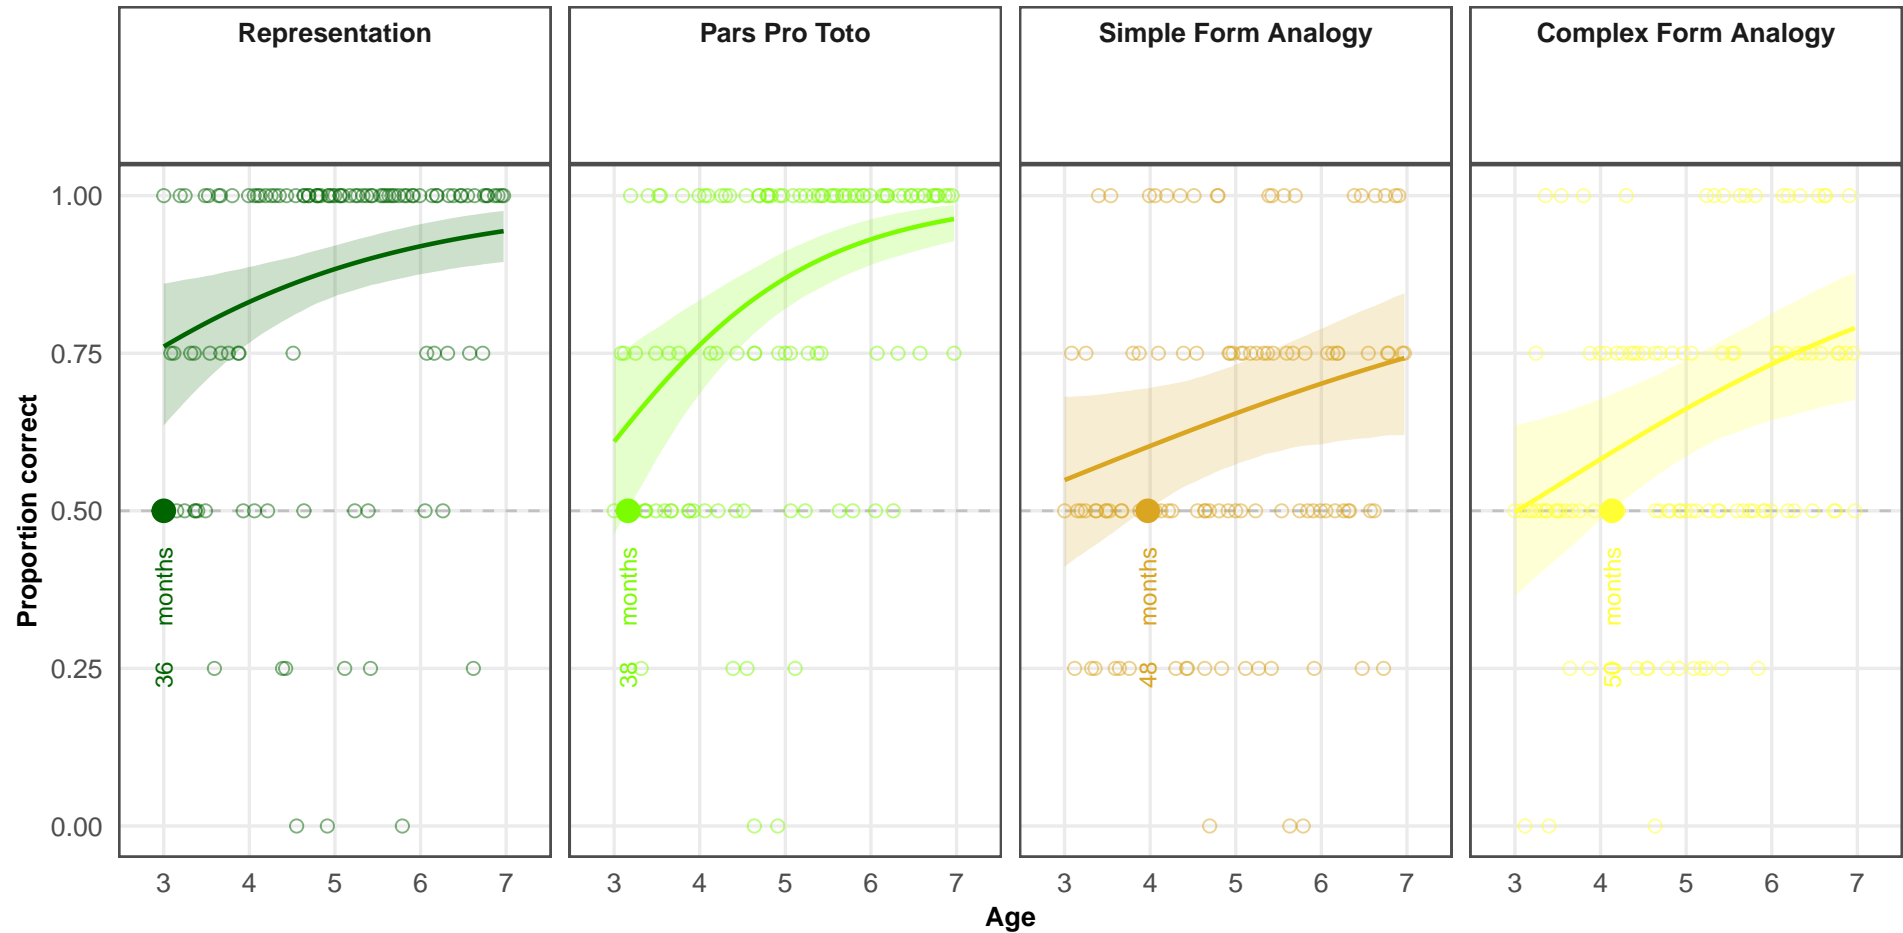 Representation
Pars Pro Toto
Simple Form Analogy
Complex Form Analogy
Proportion correct
1.00
0.75
0.50
0.25
0.00
36 months
38 months
48 months
50 months
3 4 5 6 7
3 4 5 6 7
3 4 5 6 7
3 4 5 6 7
Age